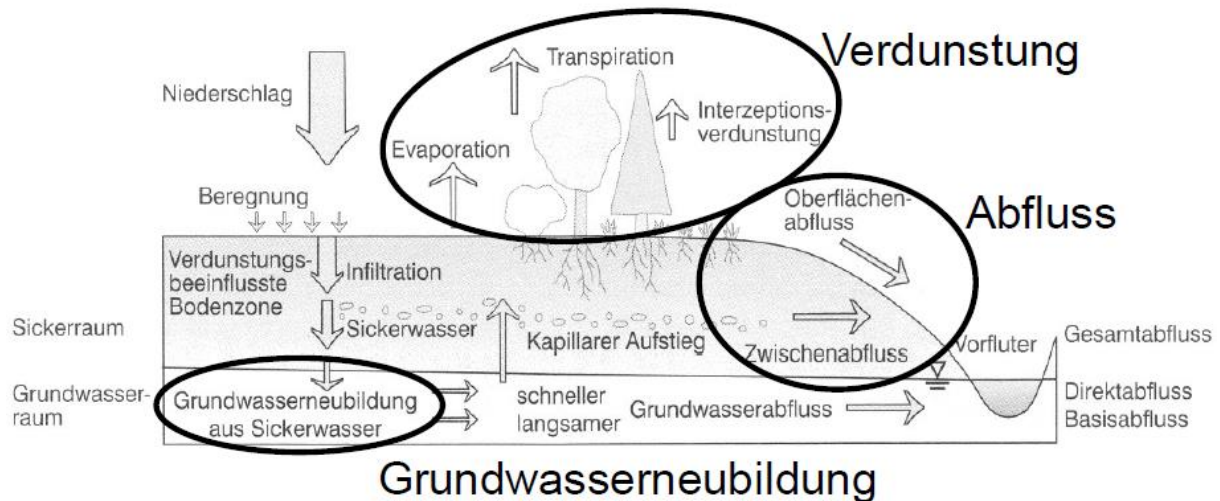 Verdunstung
Transpiration
Niederschlag
Interzeptions-
verdunstung
Evaporation
Beregnung
Oberflächen-
abfluss
Abfluss
Verdunstungs-
beeinflusste
Bodenzone
Infiltration
Sickerraum
Sickerwasser
Kapillarer Aufstieg
Zwischenabfluss
Vorfluter
Gesamtabfluss
Grundwasser-
raum
Grundwasserneubildung
aus Sickerwasser
schneller
langsamer
Grundwasserabfluss
Direktabfluss
Basisabfluss
Grundwasserneubildung